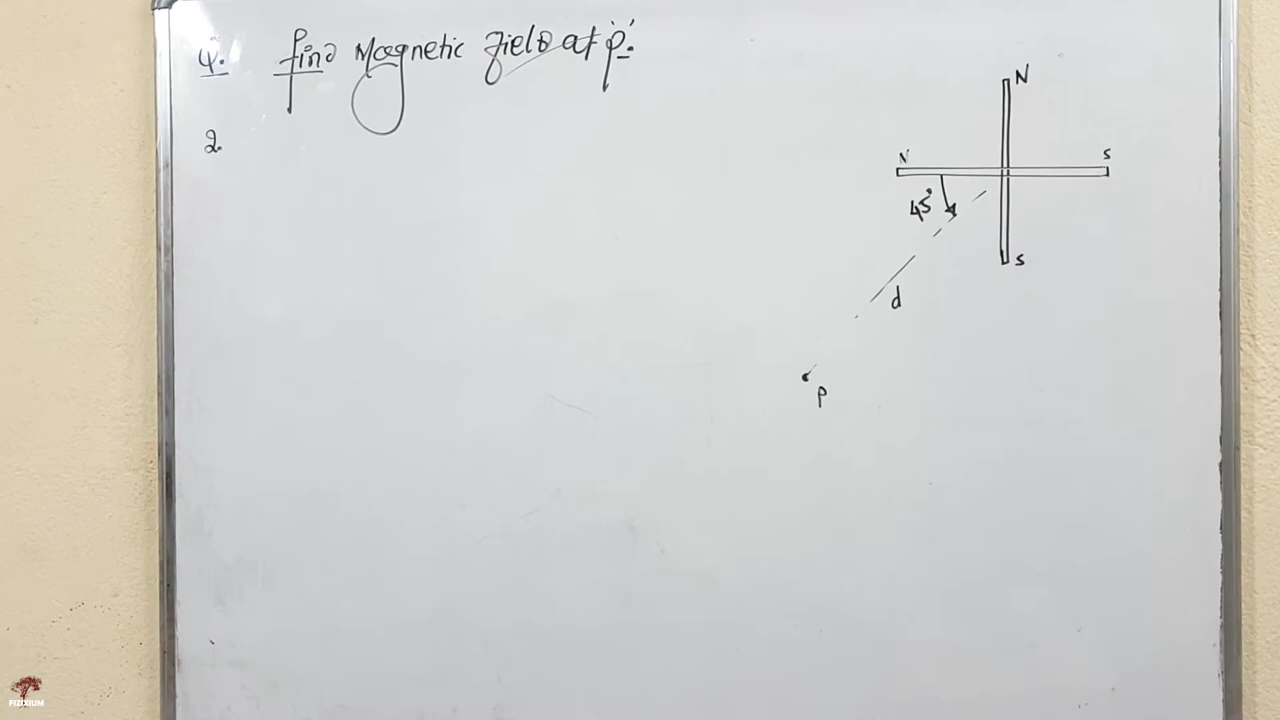 Q. find Magnetic field at 'p'.
2.
N
N
S
45°
S
d
P
FIZIXIUM